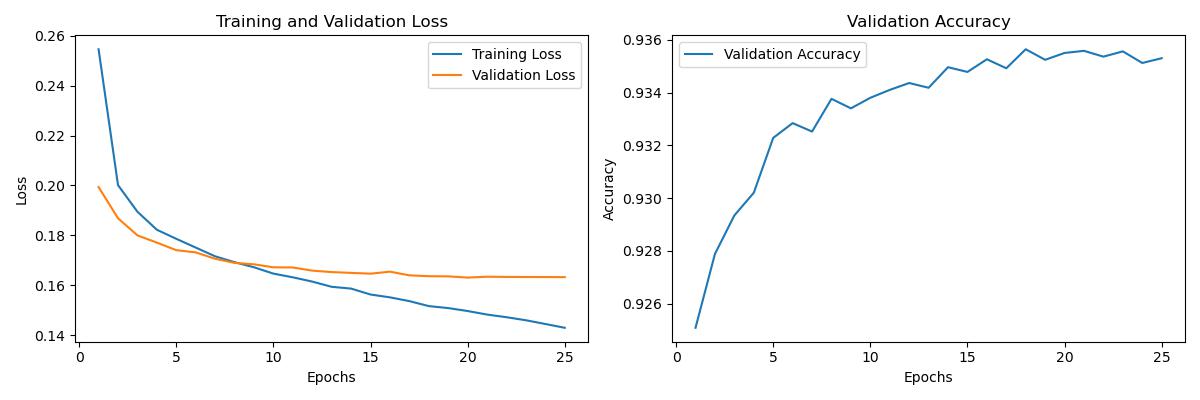 Training and Validation Loss
Training Loss
Validation Loss
0.26
0.24
0.22
0.20
0.18
0.16
0.14
Loss
0
5
10
15
20
25
Epochs
Validation Accuracy
Validation Accuracy
0.936
0.934
0.932
0.930
0.928
0.926
Accuracy
0
5
10
15
20
25
Epochs